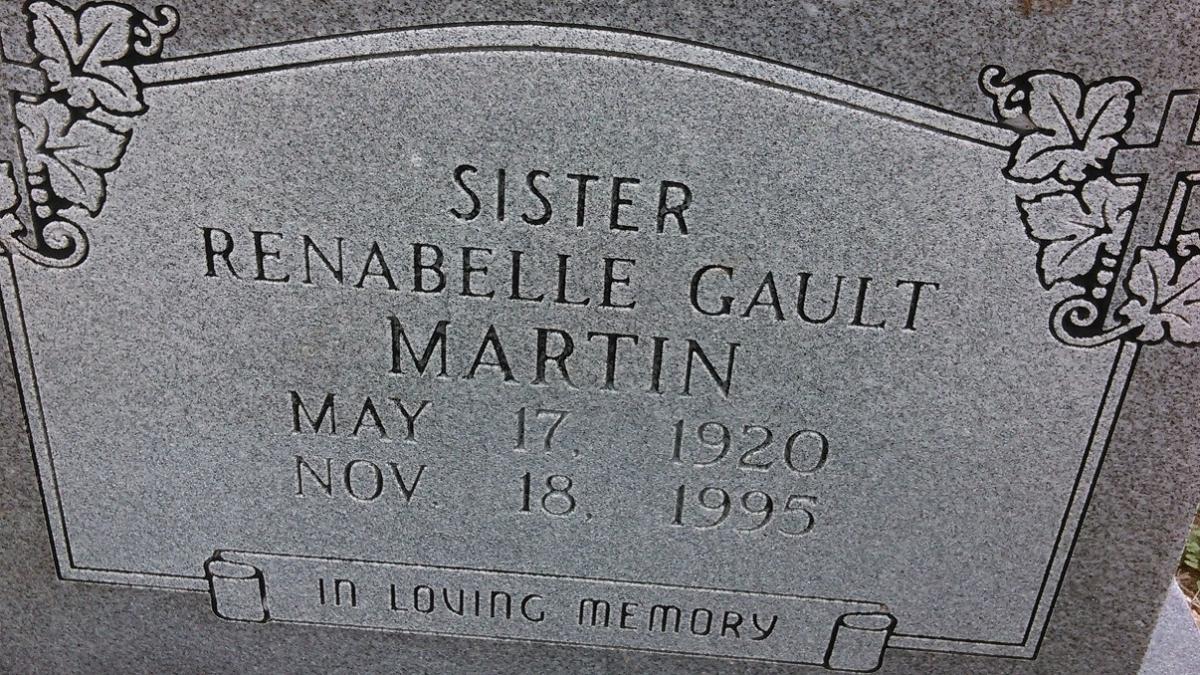 SISTER
RENABELLE GAULT
MARTIN
MAY 17, 1920
NOV. 18, 1995
IN LOVING MEMORY